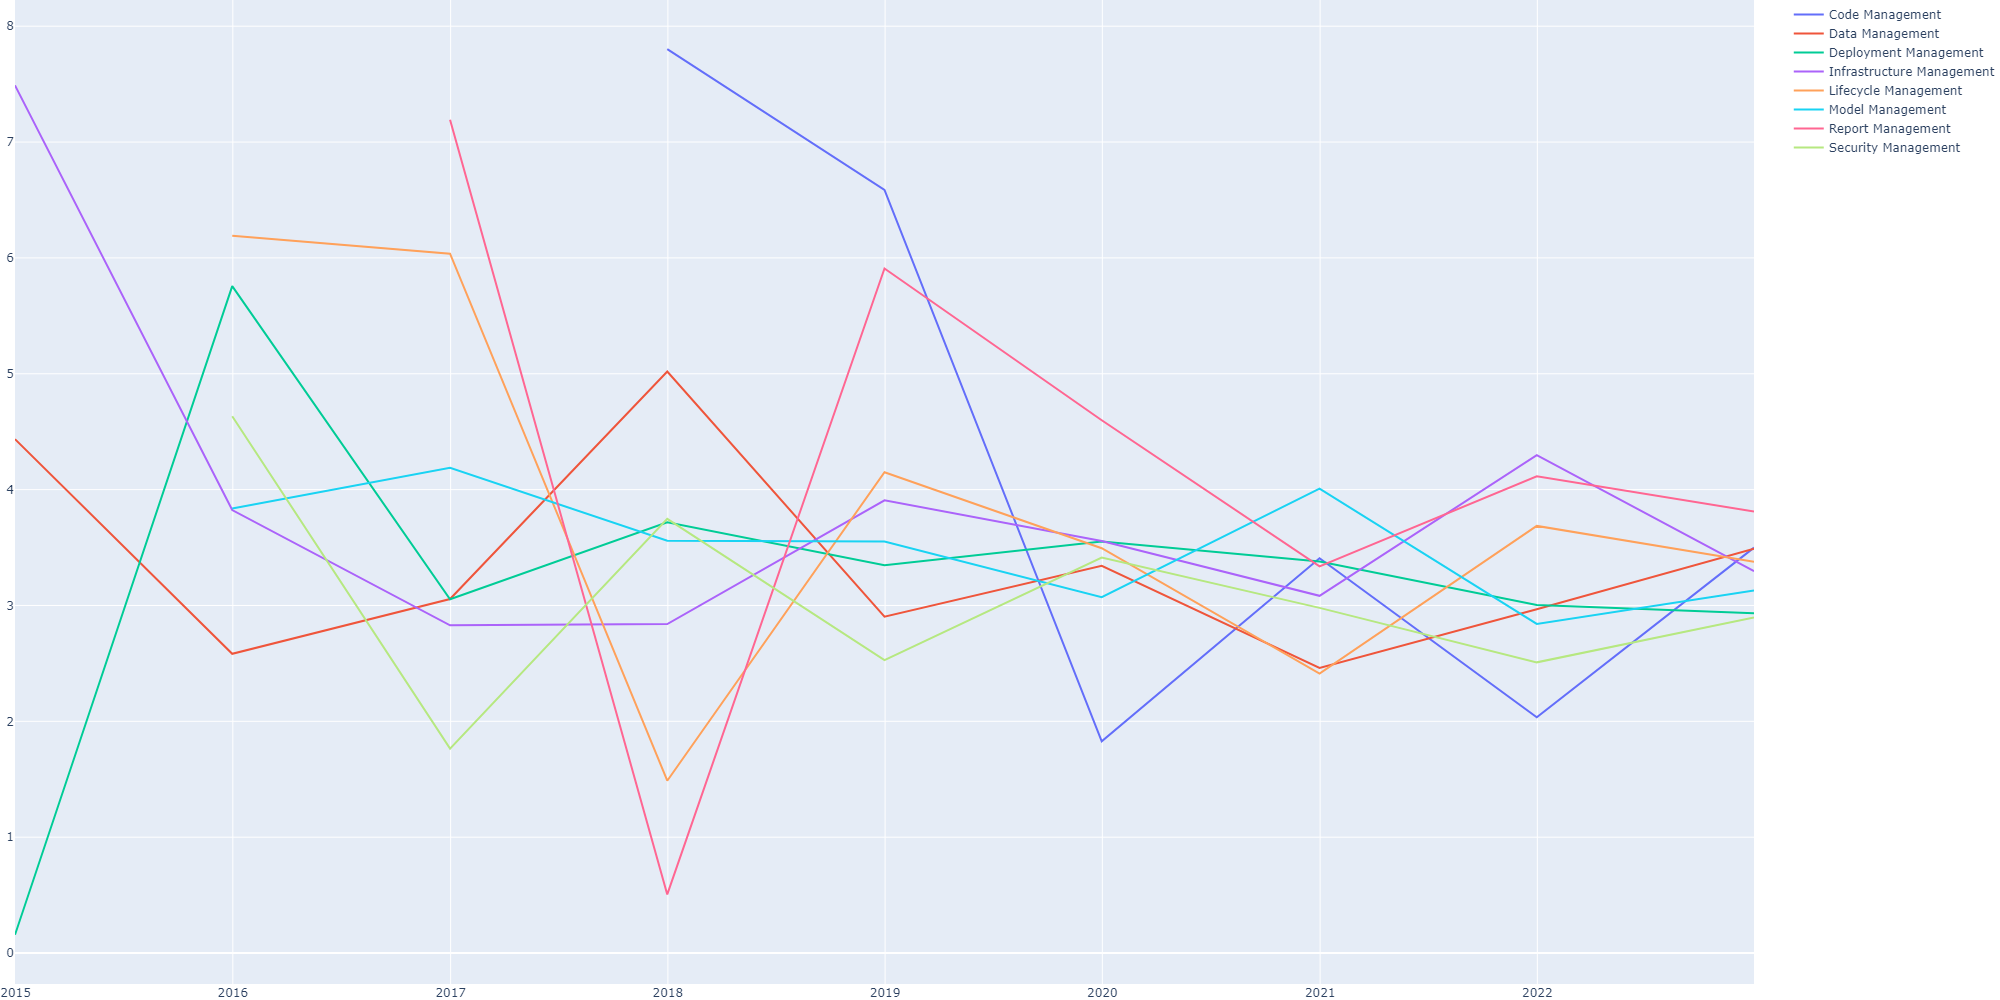 8
7
6
5
4
3
2
1
0
2015 2016 2017 2018 2019 2020 2021 2022
Code Management
Data Management
Deployment Management
Infrastructure Management
Lifecycle Management
Model Management
Report Management
Security Management